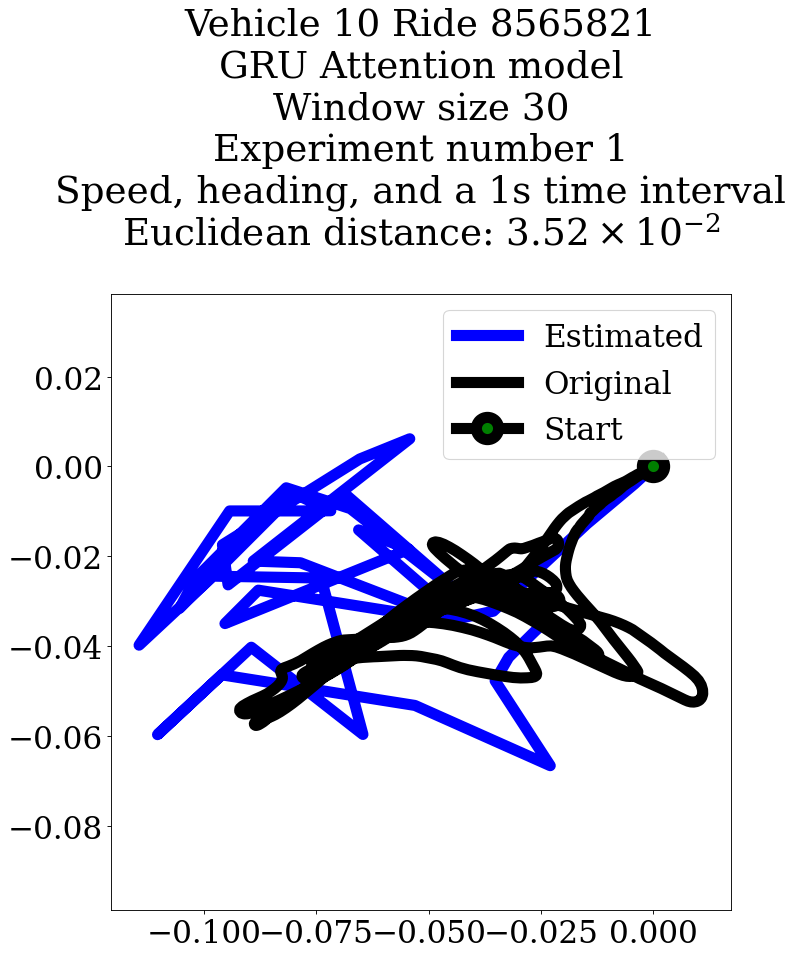 Vehicle 10 Ride 8565821
GRU Attention model
Window size 30
Experiment number 1
Speed, heading, and a 1s time interval
Euclidean distance: 3.52 × 10⁻²
Estimated
Original
Start
0.02
0.00
−0.02
−0.04
−0.06
−0.08
−0.100 −0.075 −0.050 −0.025 0.000